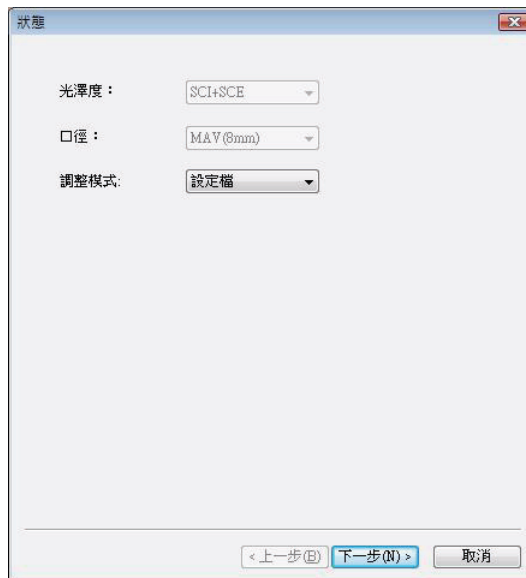 狀態
光澤度： SCI+SCE
口徑： MAV(8mm)
調整模式: 設定檔
<上一步(B) 下一步(N)> 取消